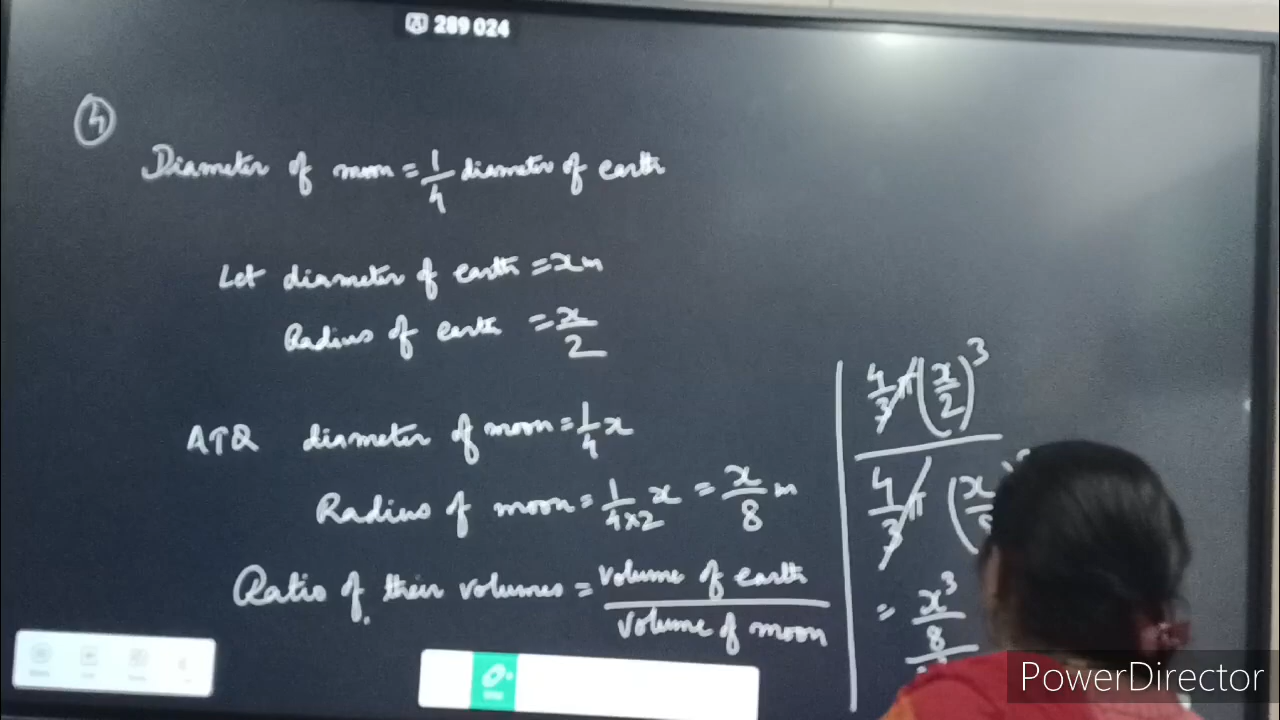 289 024
4
Diameter of moon = 1/4 diameter of earth
Let diameter of earth = x m
Radius of earth = x/2
ATQ diameter of moon = 1/4 x
Radius of moon = 1/(4×2) x = x/8 m
Ratio of their volumes = volume of earth / volume of moon
4/3 π (x/2)^3
4/3 π (x
= x^3/8
PowerDirector